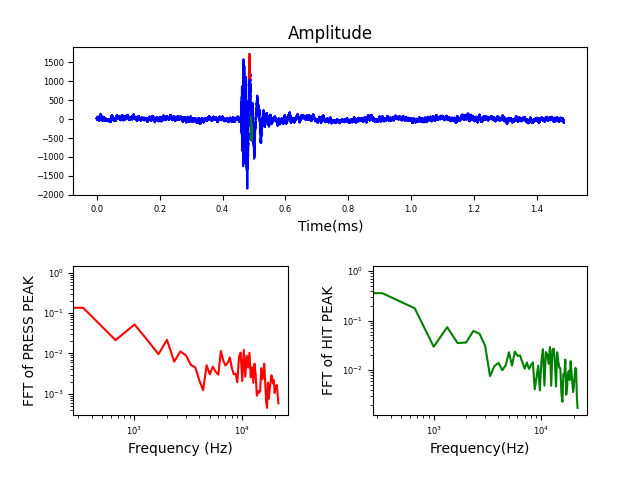 Amplitude
1500
1000
500
0
−500
−1000
−1500
−2000
0.0 0.2 0.4 0.6 0.8 1.0 1.2 1.4
Time(ms)
FFT of PRESS PEAK
10⁰
10⁻¹
10⁻²
10⁻³
10³ 10⁴
Frequency (Hz)
FFT of HIT PEAK
10⁰
10⁻¹
10⁻²
10³ 10⁴
Frequency(Hz)